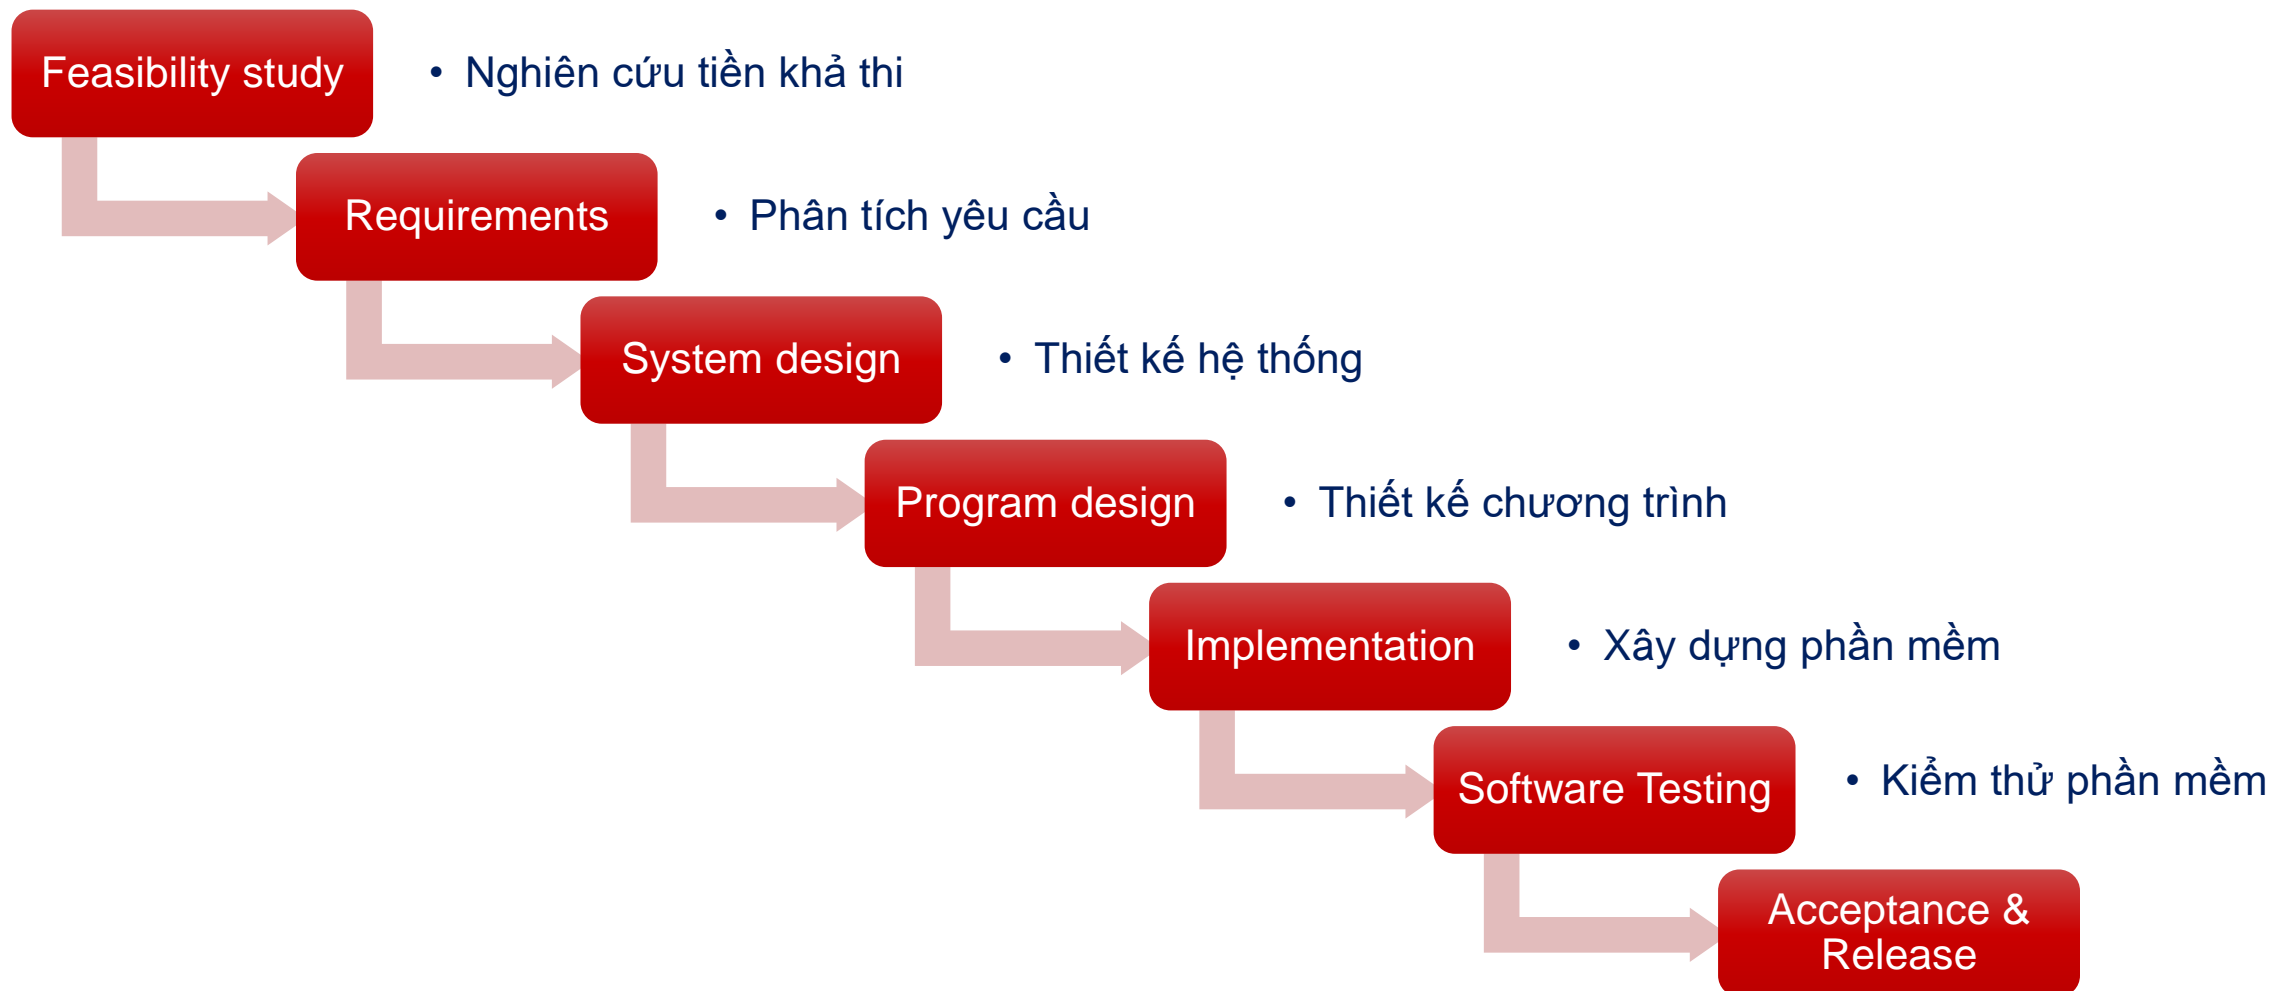 Feasibility study
• Nghiên cứu tiền khả thi
Requirements
• Phân tích yêu cầu
System design
• Thiết kế hệ thống
Program design
• Thiết kế chương trình
Implementation
• Xây dựng phần mềm
Software Testing
• Kiểm thử phần mềm
Acceptance &
Release